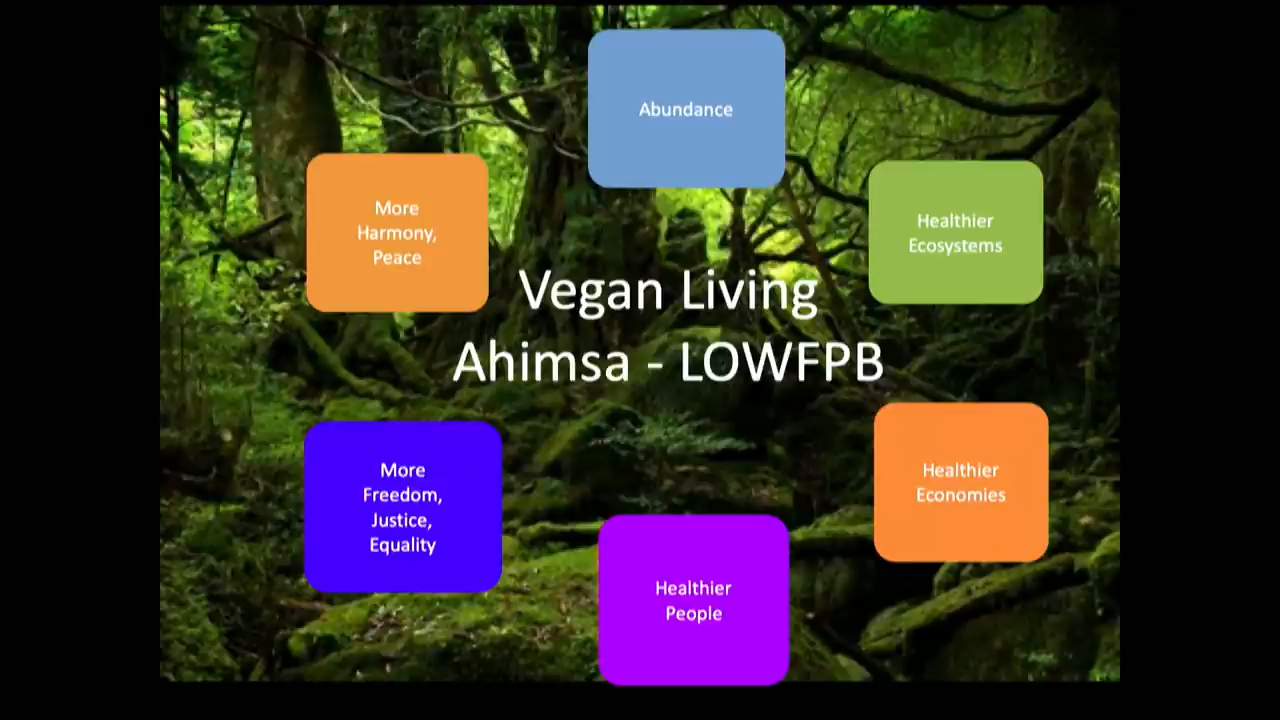 Abundance
More
Harmony,
Peace
Healthier
Ecosystems
Vegan Living
Ahimsa - LOWFPB
More
Freedom,
Justice,
Equality
Healthier
Economies
Healthier
People